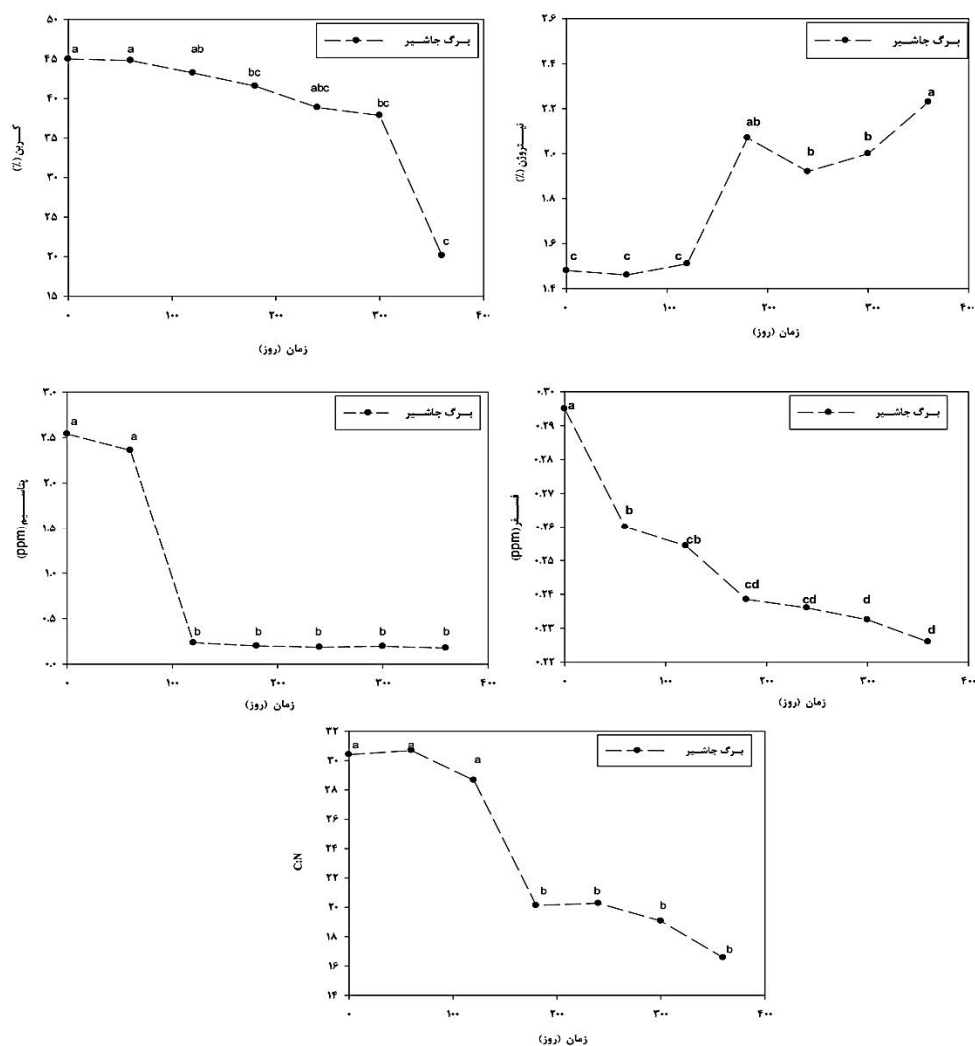 برگ جاشیر
کربن (%)
۵۰
۴۵
۴۰
۳۵
۳۰
۲۵
۲۰
۱۵
a a ab bc abc bc c
۰ ۱۰۰ ۲۰۰ ۳۰۰ ۴۰۰
زمان (روز)
برگ جاشیر
نیتروژن (%)
۲.۶
۲.۴
۲.۲
۲.۰
۱.۸
۱.۶
۱.۴
c c c ab b b a
۰ ۱۰۰ ۲۰۰ ۳۰۰ ۴۰۰
زمان (روز)
برگ جاشیر
پتاسیم (ppm)
۳.۰
۲.۵
۲.۰
۱.۵
۱.۰
۰.۵
۰.۰
a a b b b b b
۰ ۱۰۰ ۲۰۰ ۳۰۰ ۴۰۰
زمان (روز)
برگ جاشیر
فسفر (ppm)
۰.۳۰
۰.۲۹
۰.۲۸
۰.۲۷
۰.۲۶
۰.۲۵
۰.۲۴
۰.۲۳
۰.۲۲
a b cb cd cd d d
۰ ۱۰۰ ۲۰۰ ۳۰۰ ۴۰۰
زمان (روز)
برگ جاشیر
C:N
۳۲
۳۰
۲۸
۲۶
۲۴
۲۲
۲۰
۱۸
۱۶
۱۴
a a a b b b b
۰ ۱۰۰ ۲۰۰ ۳۰۰ ۴۰۰
زمان (روز)